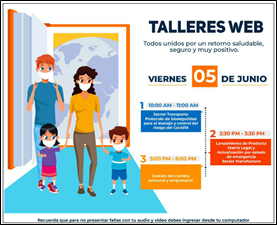 TALLERES WEB
Todos unidos por un retorno saludable,
seguro y muy positivo.
VIERNES 05 DE JUNIO
1 10:00 AM - 11:00 AM
Sector Transporte
Protocolo de bioseguridad
para el manejo y control del
riesgo del Covid19
2 2:30 PM - 3:30 PM
Lanzamiento de Producto
Matriz Legal y
Actualización por estado
de emergencia
Sector Manufactura
3 5:00 PM - 6:00 PM
Gestión del cambio
personal y empresarial
Recuerda que para no presentar fallas con tu audio y video debes ingresar desde tu computador